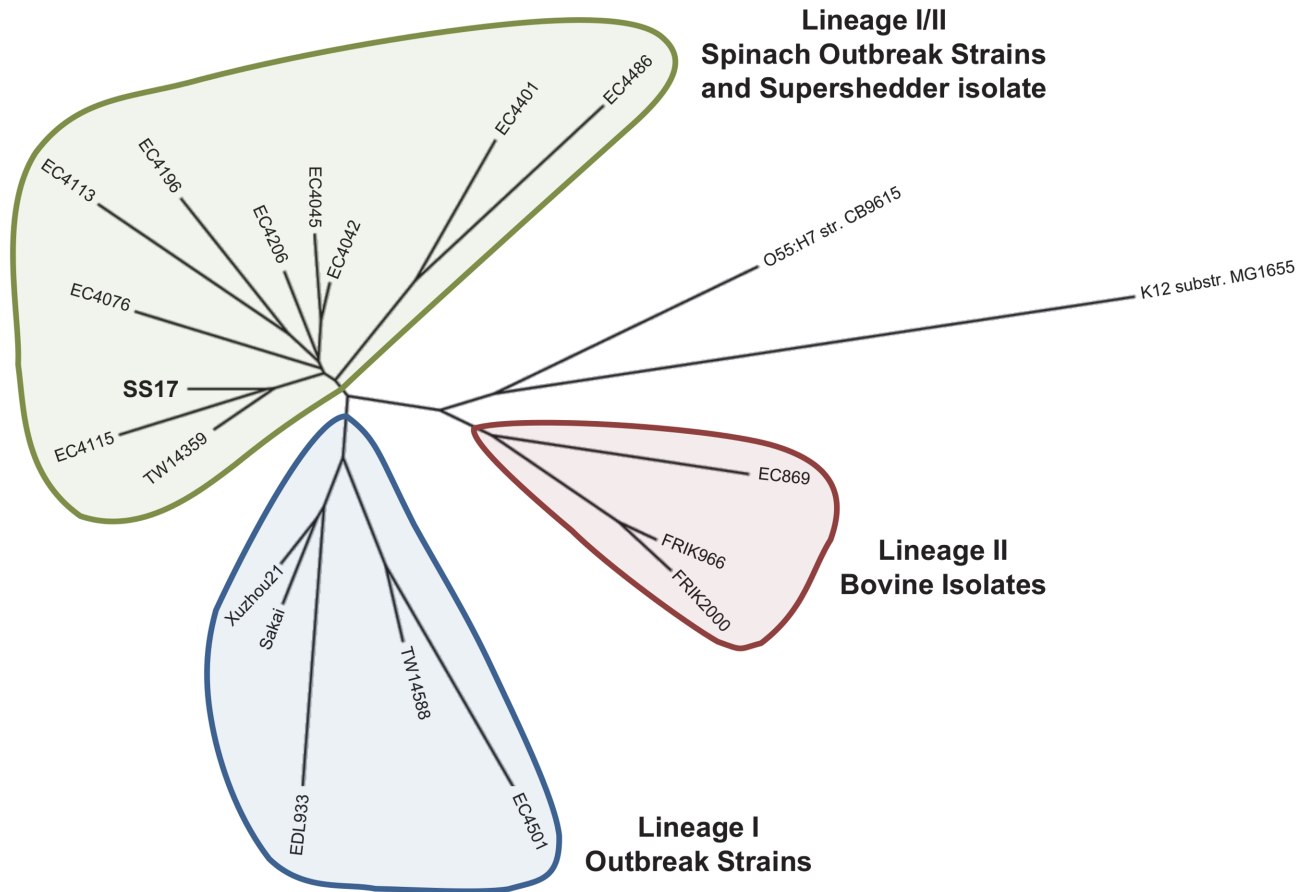 Lineage I/II
Spinach Outbreak Strains
and Supershedder isolate
EC4486
EC4401
EC4196
EC4113
EC4045
EC4206
EC4042
EC4076
SS17
EC4115
TW14359
O55:H7 str. CB9615
K12 substr. MG1655
EC869
FRIK966
FRIK2000
Lineage II
Bovine Isolates
Xuzhou21
Sakai
TW14588
EDL933
EC4501
Lineage I
Outbreak Strains